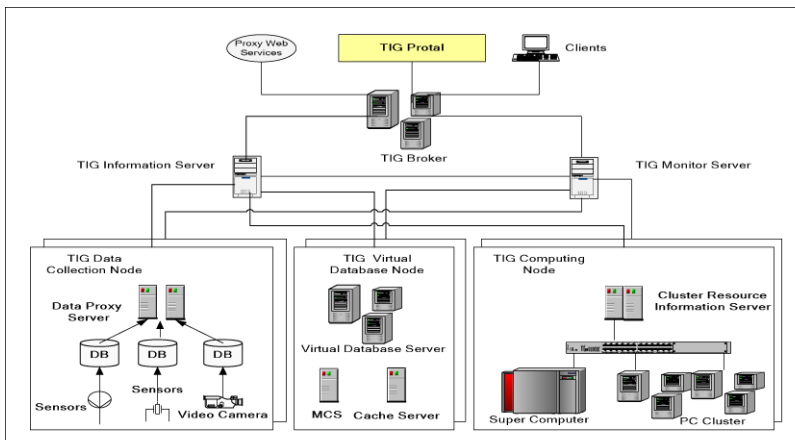 Proxy Web
Services
TIG Protal
Clients
TIG Broker
TIG Information Server
TIG Monitor Server
TIG Data
Collection Node
Data Proxy
Server
DB
DB
DB
Sensors
Sensors
Video Camera
TIG Virtual
Database Node
Virtual Database Server
MCS
Cache Server
TIG Computing
Node
Cluster Resource
Information Server
Super Computer
PC Cluster